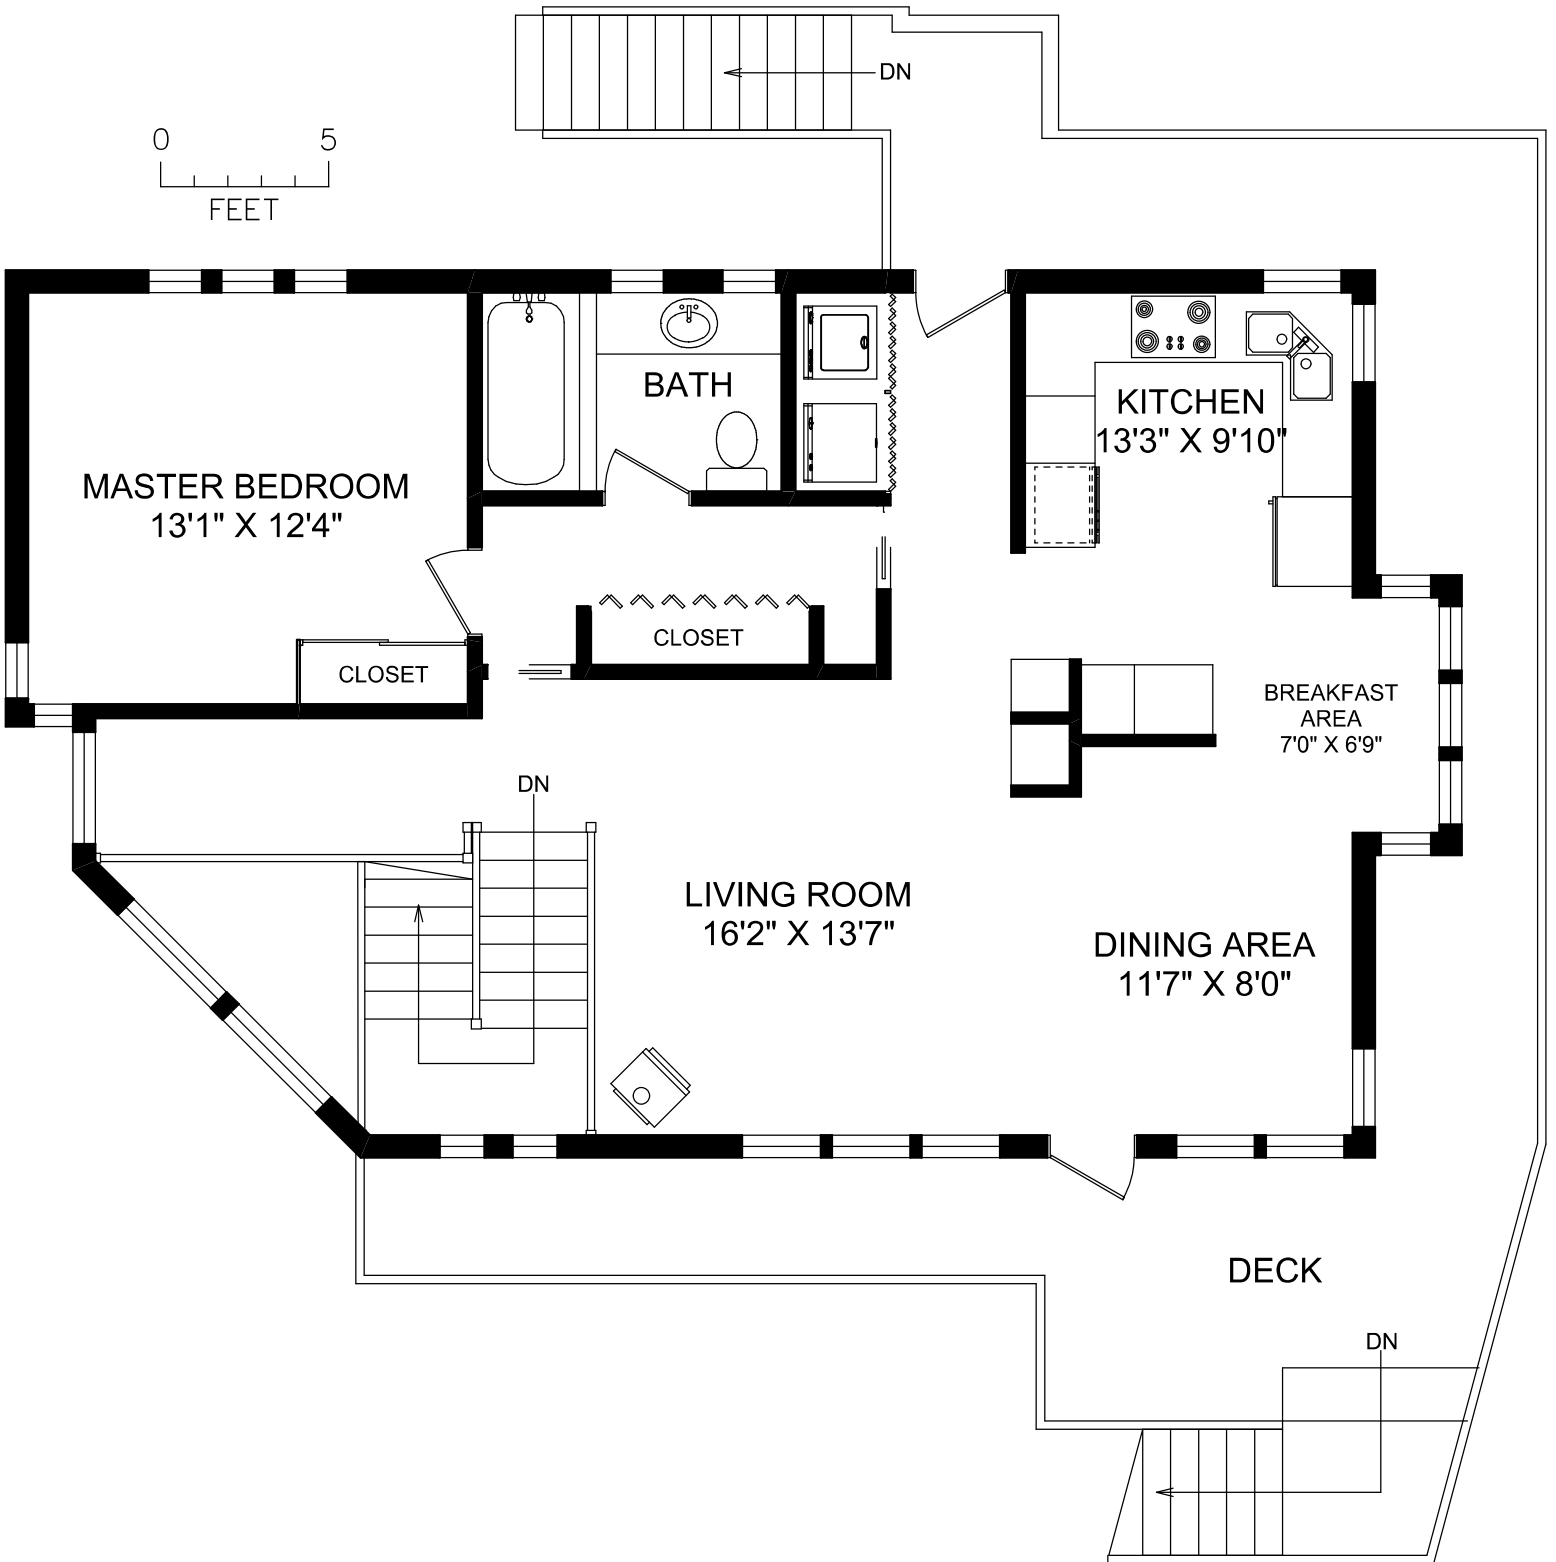 DN
0 5
FEET
BATH
KITCHEN
13'3" X 9'10"
MASTER BEDROOM
13'1" X 12'4"
CLOSET
CLOSET
BREAKFAST
AREA
7'0" X 6'9"
DN
LIVING ROOM
16'2" X 13'7"
DINING AREA
11'7" X 8'0"
DECK
DN